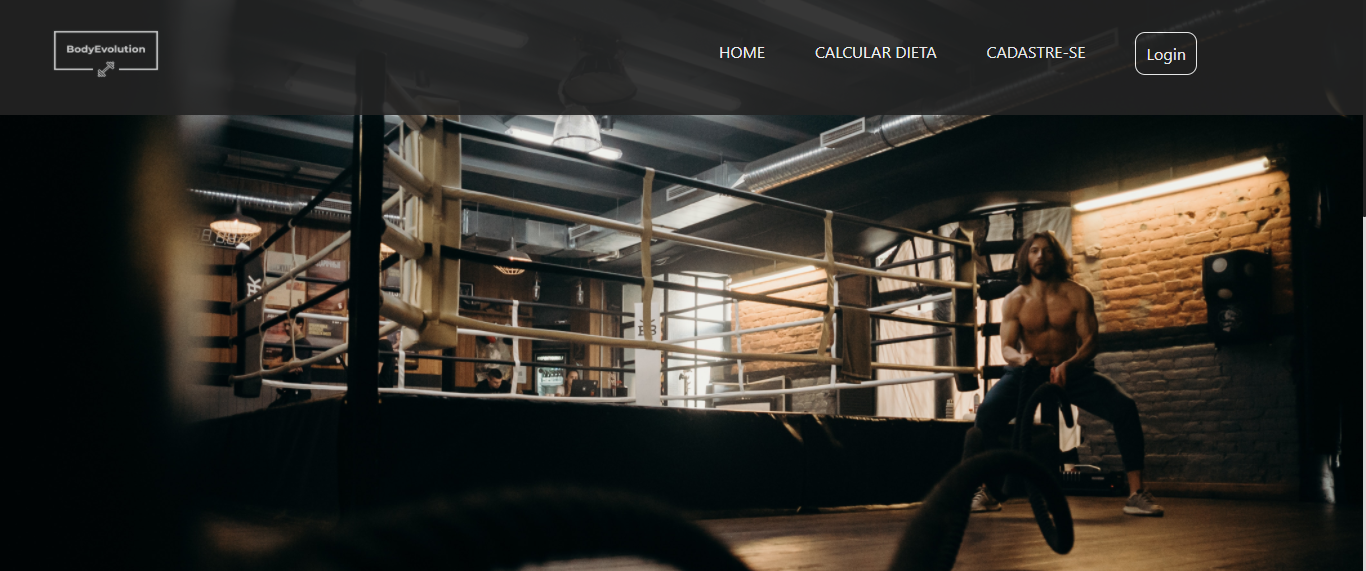 BodyEvolution
HOME
CALCULAR DIETA
CADASTRE-SE
Login